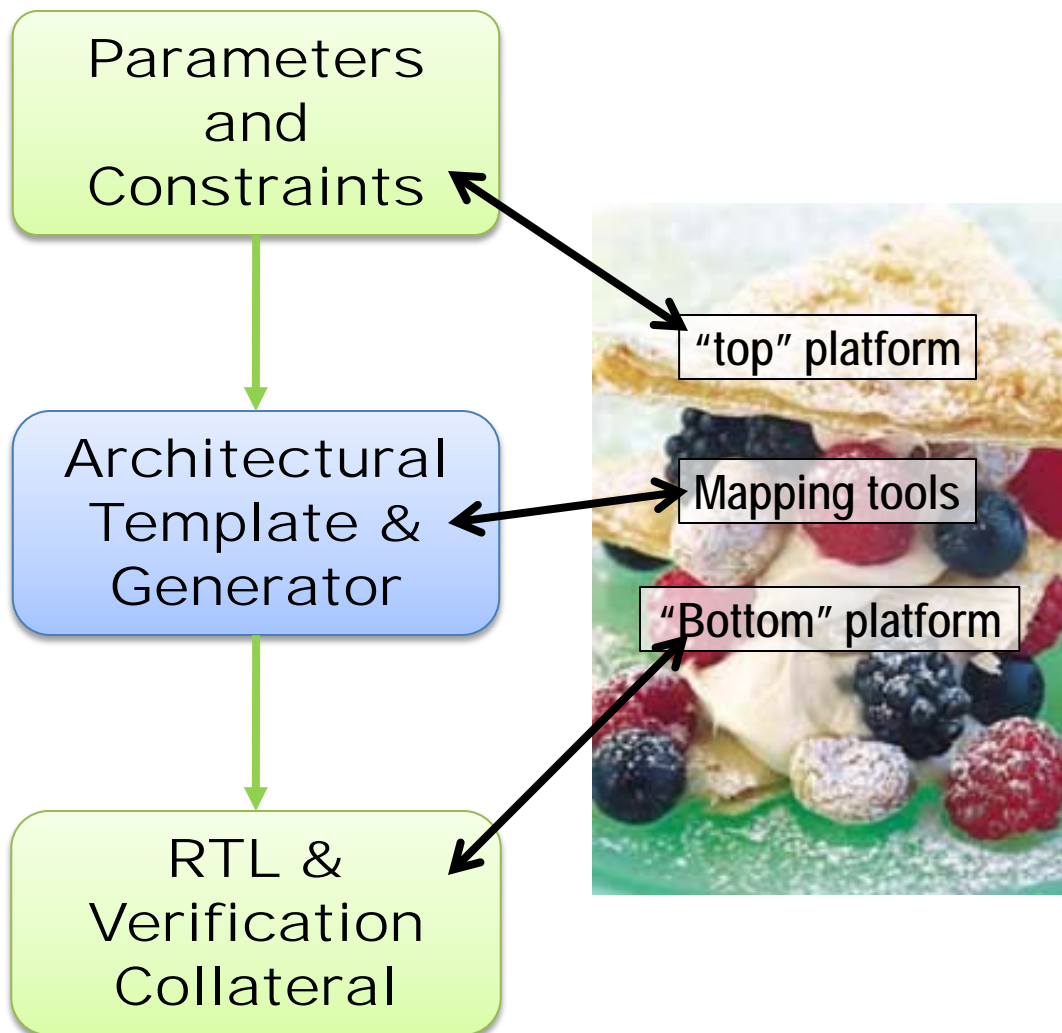 Parameters
and
Constraints
“top” platform
Architectural
Template &
Generator
Mapping tools
“Bottom” platform
RTL &
Verification
Collateral